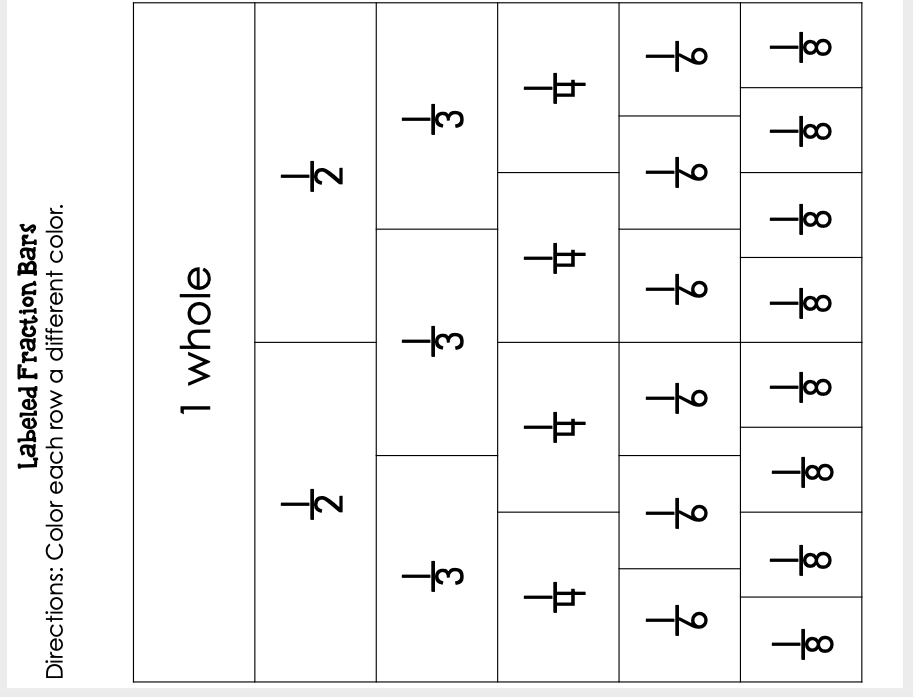 Labeled Fraction Bars
Directions: Color each row a different color.
1 whole
1/2 1/2
1/3 1/3 1/3
1/4 1/4 1/4 1/4
1/6 1/6 1/6 1/6 1/6 1/6
1/8 1/8 1/8 1/8 1/8 1/8 1/8 1/8